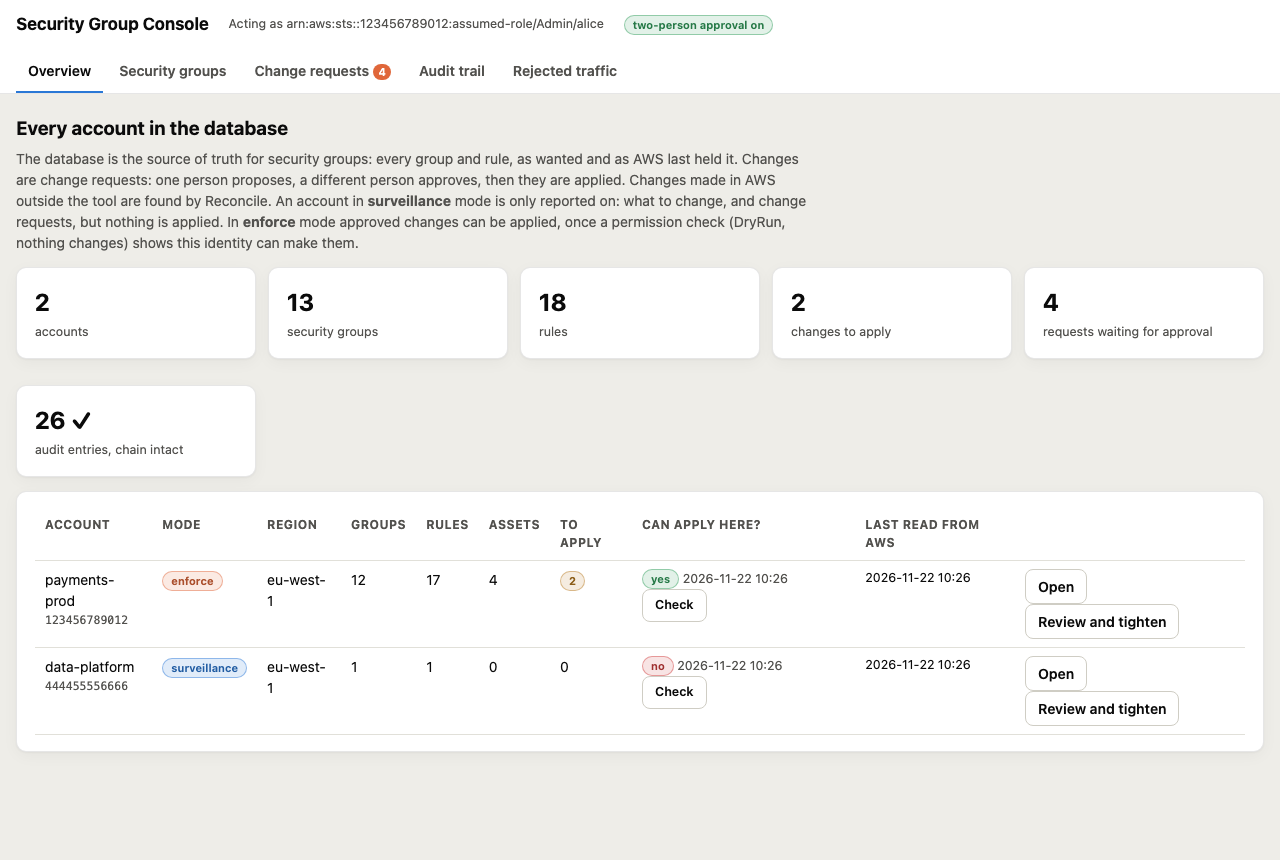 Security Group Console
Acting as arn:aws:sts::123456789012:assumed-role/Admin/alice
two-person approval on
Overview
Security groups
Change requests 4
Audit trail
Rejected traffic
Every account in the database
The database is the source of truth for security groups: every group and rule, as wanted and as AWS last held it. Changes
are change requests: one person proposes, a different person approves, then they are applied. Changes made in AWS
outside the tool are found by Reconcile. An account in surveillance mode is only reported on: what to change, and change
requests, but nothing is applied. In enforce mode approved changes can be applied, once a permission check (DryRun,
nothing changes) shows this identity can make them.
2
accounts
13
security groups
18
rules
2
changes to apply
4
requests waiting for approval
26 ✓
audit entries, chain intact
ACCOUNT MODE REGION GROUPS RULES ASSETS TO APPLY CAN APPLY HERE? LAST READ FROM AWS
payments-prod
123456789012
enforce
eu-west-1
12
17
4
2
yes 2026-11-22 10:26
Check
2026-11-22 10:26
Open
Review and tighten
data-platform
444455556666
surveillance
eu-west-1
1
1
0
0
no 2026-11-22 10:26
Check
2026-11-22 10:26
Open
Review and tighten